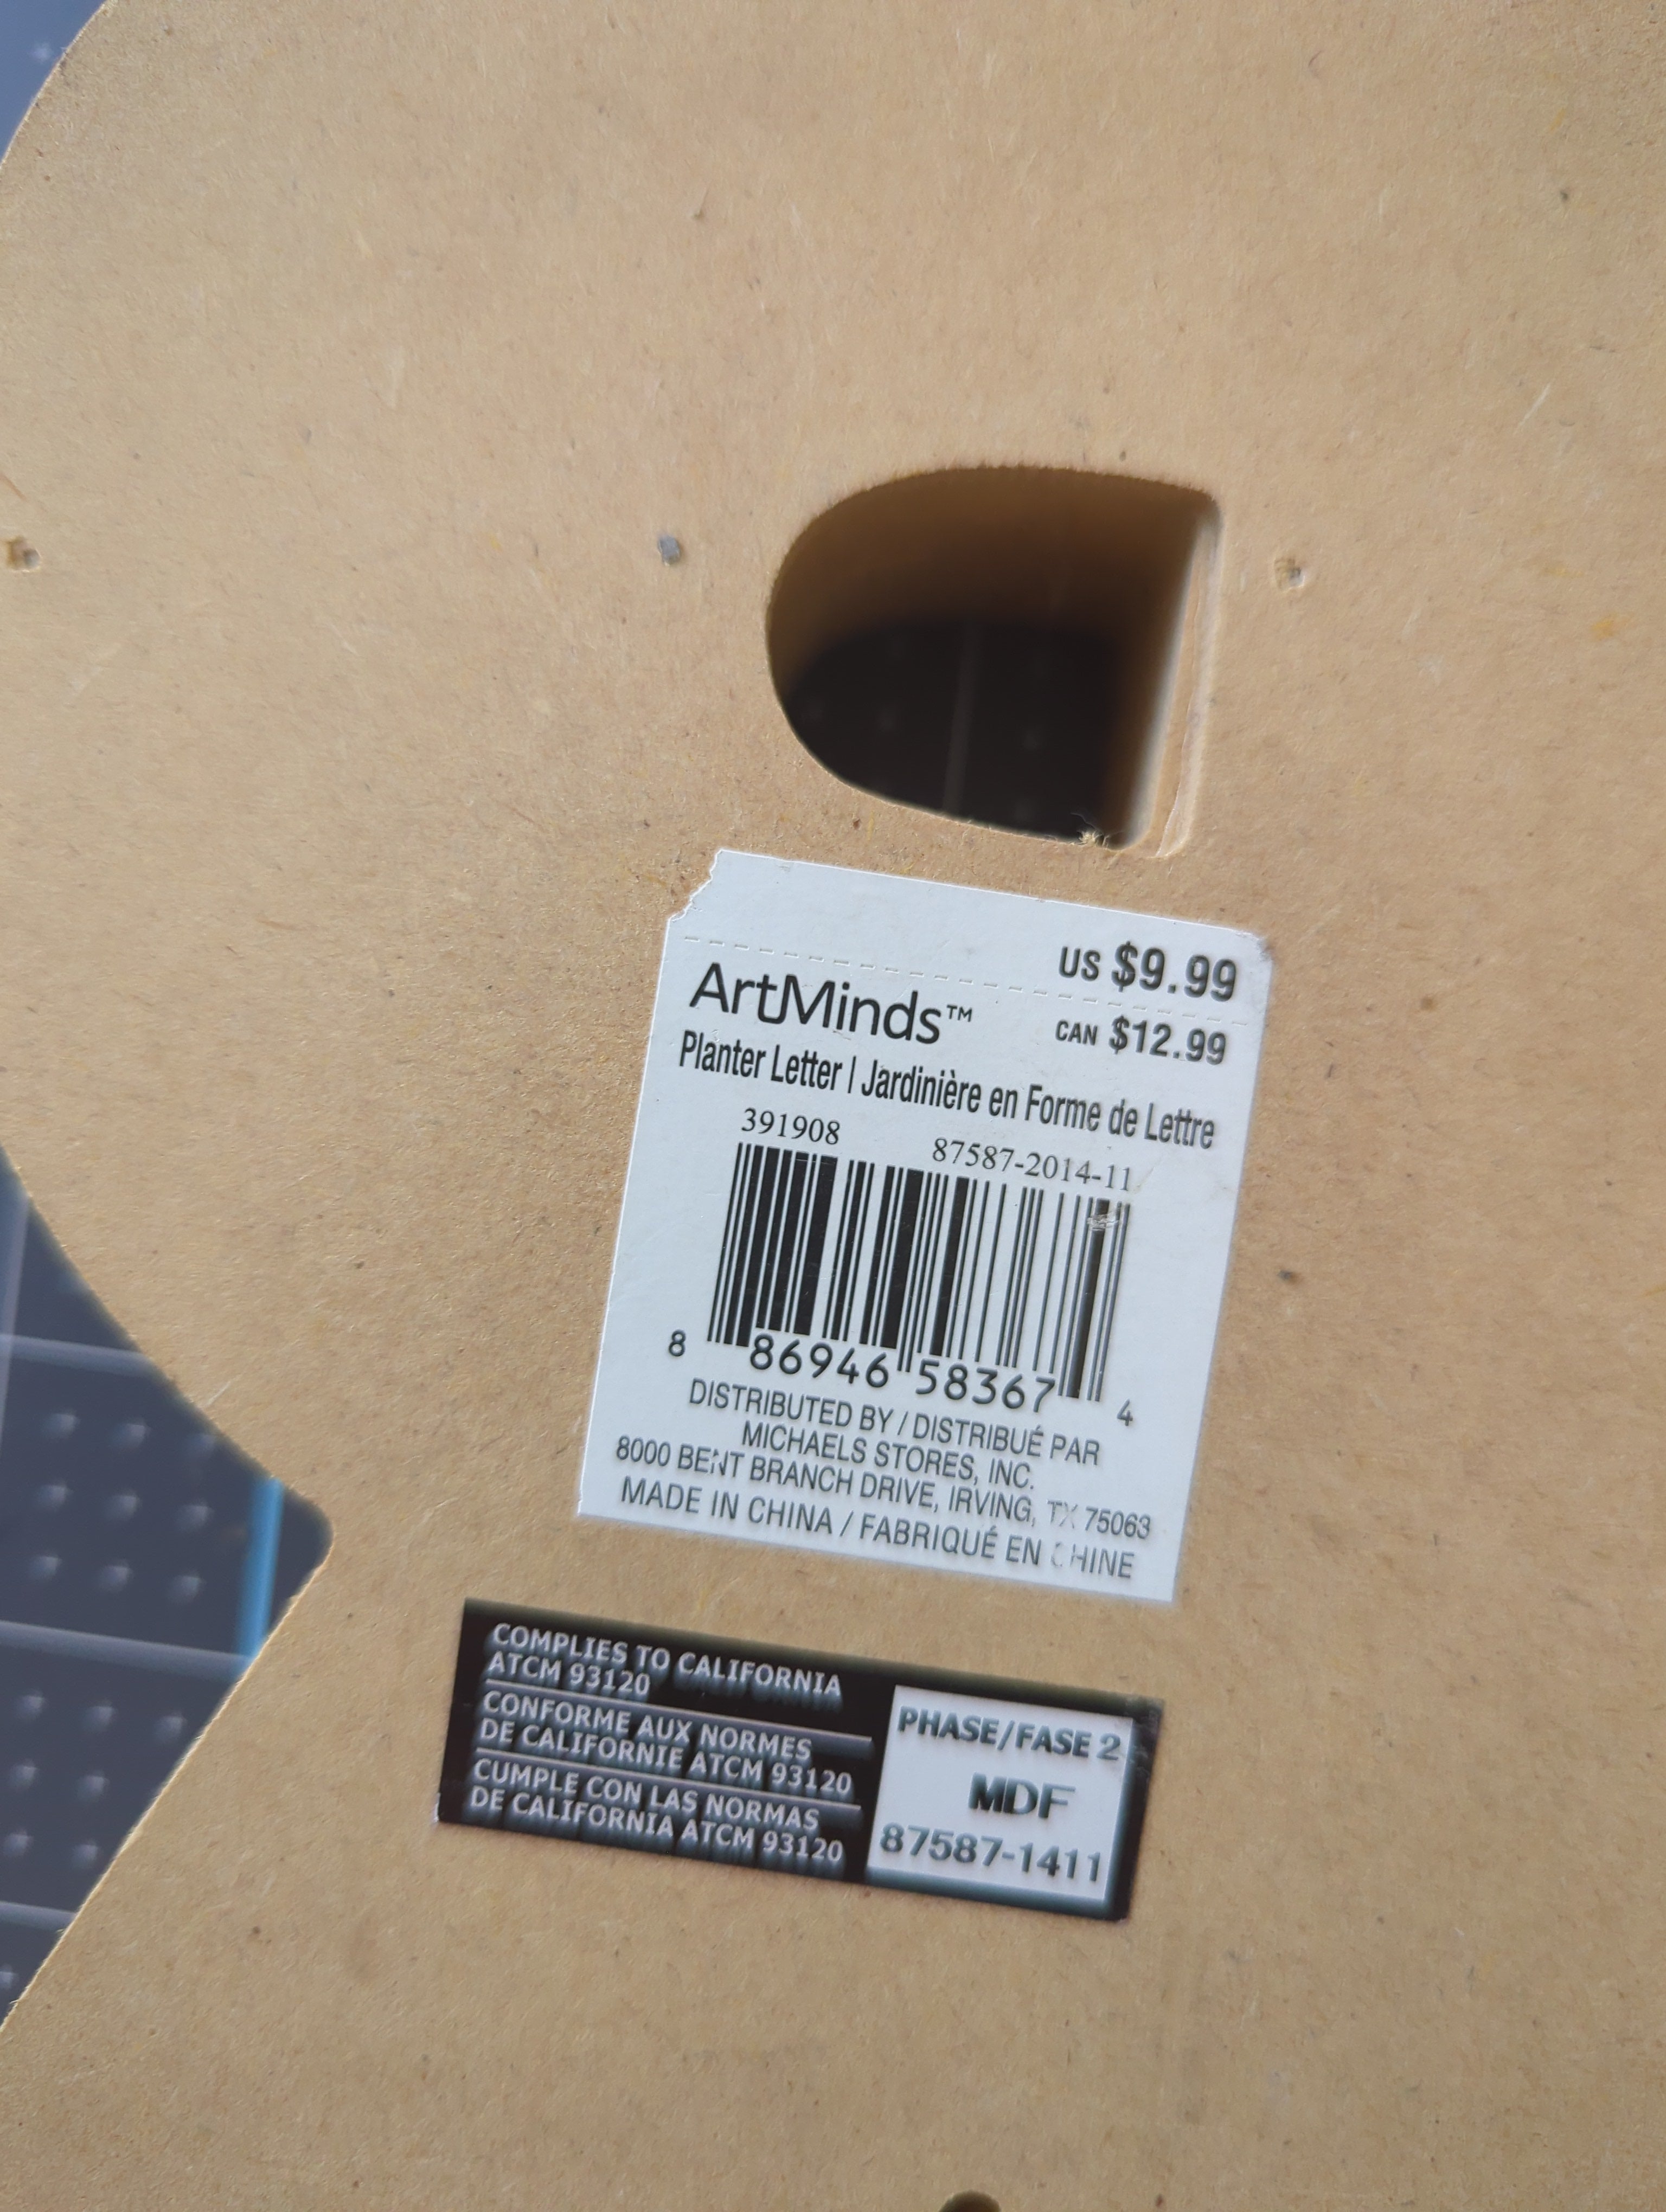 US $9.99
ArtMinds™
CAN $12.99
Planter Letter | Jardinière en Forme de Lettre
391908
87587-2014-11
8 86946 58367 4
DISTRIBUTED BY / DISTRIBUÉ PAR
MICHAELS STORES, INC.
8000 BENT BRANCH DRIVE, IRVING, TX 75063
MADE IN CHINA / FABRIQUÉ EN CHINE
COMPLIES TO CALIFORNIA
ATCM 93120
CONFORME AUX NORMES
DE CALIFORNIE ATCM 93120
CUMPLE CON LAS NORMAS
DE CALIFORNIA ATCM 93120
PHASE/FASE 2
MDF
87587-1411